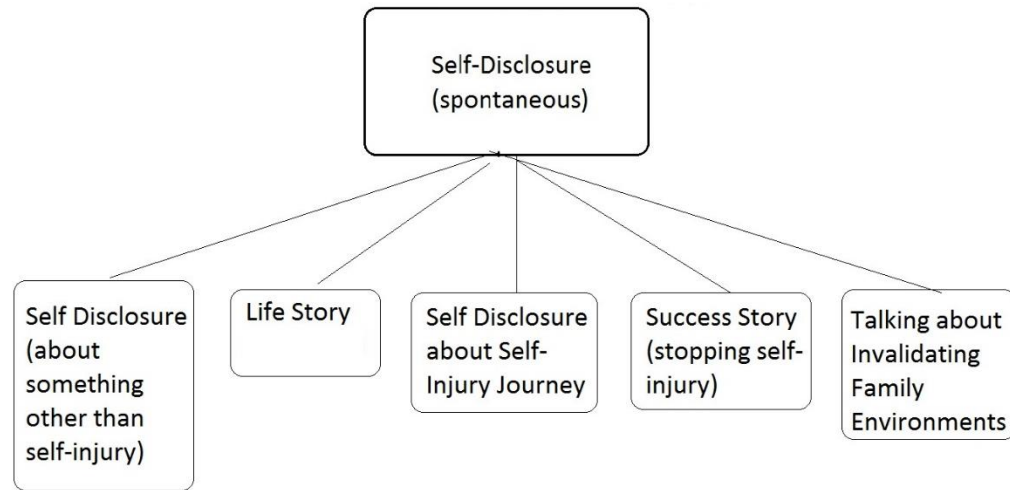 Self-Disclosure
(spontaneous)
Self Disclosure
(about
something
other than
self-injury)
Life Story
Self Disclosure
about Self-
Injury Journey
Success Story
(stopping self-
injury)
Talking about
Invalidating
Family
Environments